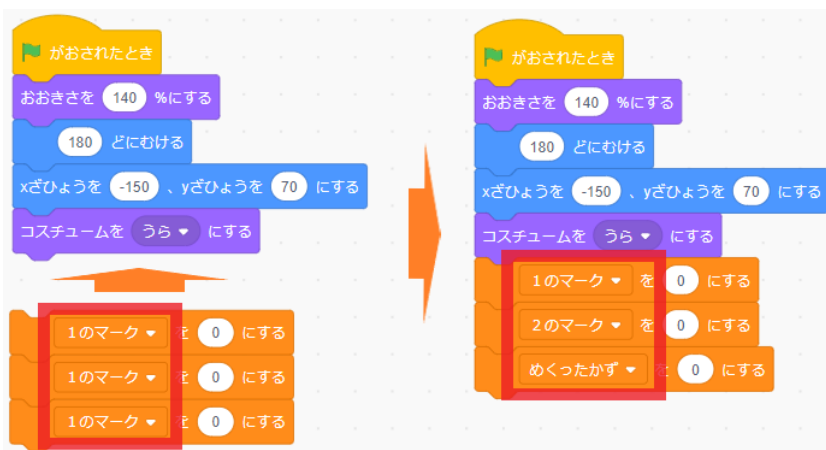 がおされたとき
おおきさを 140 %にする
180 どにむける
xざひょうを -150 、yざひょうを 70 にする
コスチュームを うら にする
1のマーク を 0 にする
1のマーク を 0 にする
1のマーク を 0 にする
がおされたとき
おおきさを 140 %にする
180 どにむける
xざひょうを -150 、yざひょうを 70 にする
コスチュームを うら にする
1のマーク を 0 にする
2のマーク を 0 にする
めくったかず を 0 にする